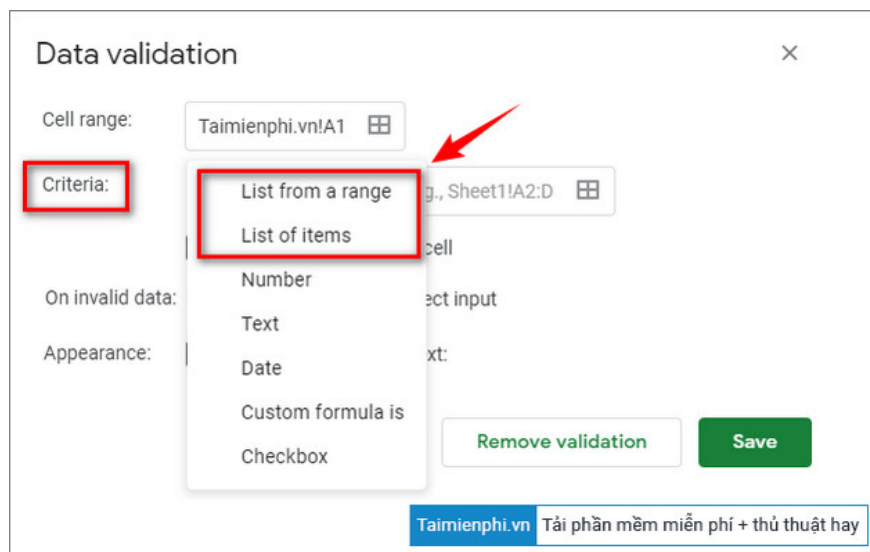 Data validation
Cell range: Taimienphi.vn!A1
Criteria: List from a range g., Sheet1!A2:D
List of items cell
Number
On invalid data: ect input
Text
Appearance: xt:
Date
Custom formula is
Remove validation Save
Checkbox
Taimienphi.vn Tải phần mềm miễn phí + thủ thuật hay